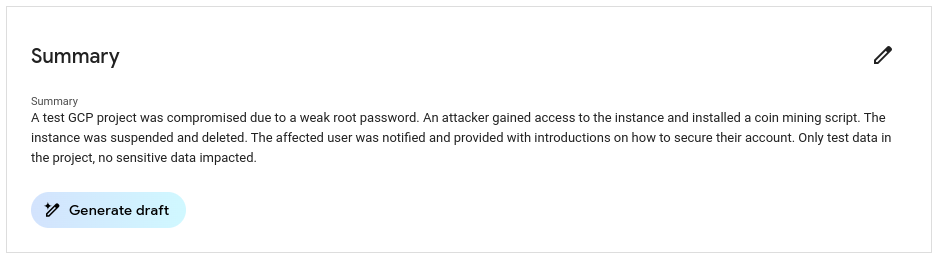 Summary
Summary
A test GCP project was compromised due to a weak root password. An attacker gained access to the instance and installed a coin mining script. The
instance was suspended and deleted. The affected user was notified and provided with introductions on how to secure their account. Only test data in
the project, no sensitive data impacted.
Generate draft